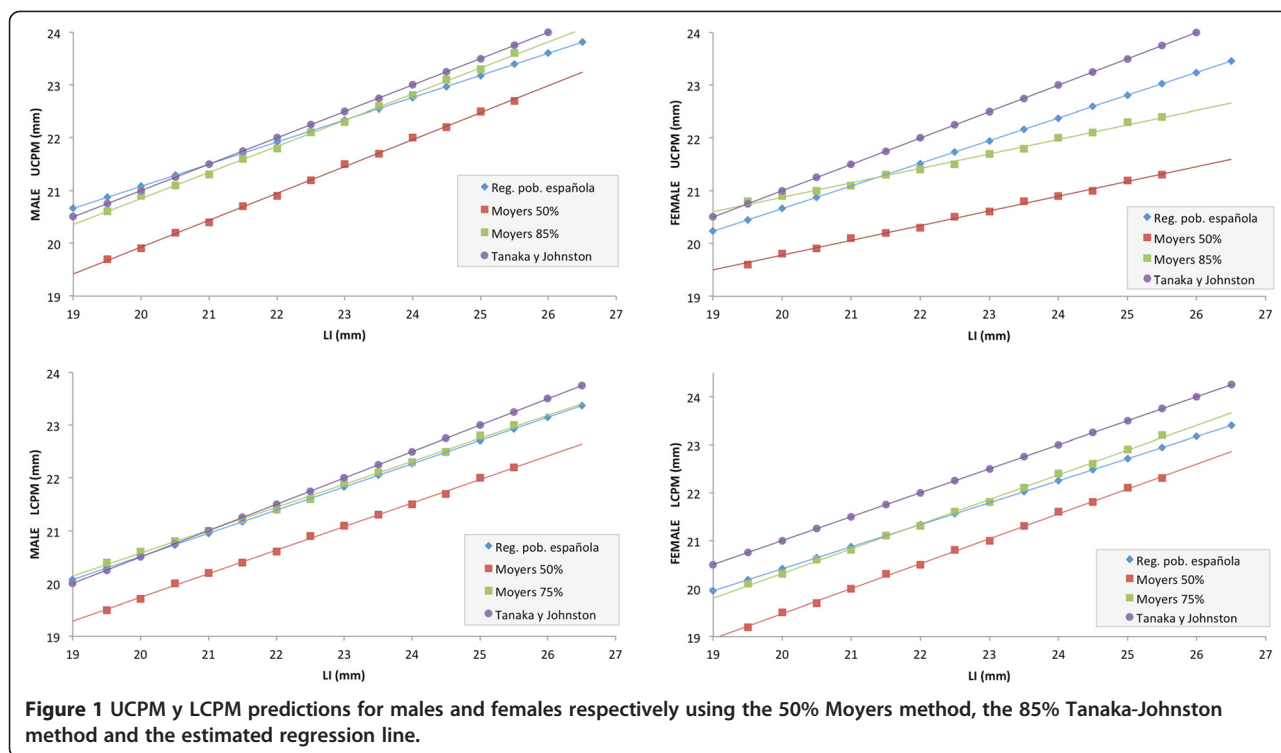 24
23
22
21
20
19
MALE UCPM (mm)
Reg. pob. española
Moyers 50%
Moyers 85%
Tanaka y Johnston
19 20 21 22 23 24 25 26 27
LI (mm)
24
23
22
21
20
19
FEMALE UCPM (mm)
Reg. pob. española
Moyers 50%
Moyers 85%
Tanaka y Johnston
19 20 21 22 23 24 25 26 27
LI (mm)
24
23
22
21
20
19
MALE LCPM (mm)
Reg. pob. española
Moyers 50%
Moyers 75%
Tanaka y Johnston
19 20 21 22 23 24 25 26 27
LI (mm)
24
23
22
21
20
19
FEMALE LCPM (mm)
Reg. pob. española
Moyers 50%
Moyers 75%
Tanaka y Johnston
19 20 21 22 23 24 25 26 27
LI (mm)
Figure 1 UCPM y LCPM predictions for males and females respectively using the 50% Moyers method, the 85% Tanaka-Johnston
method and the estimated regression line.